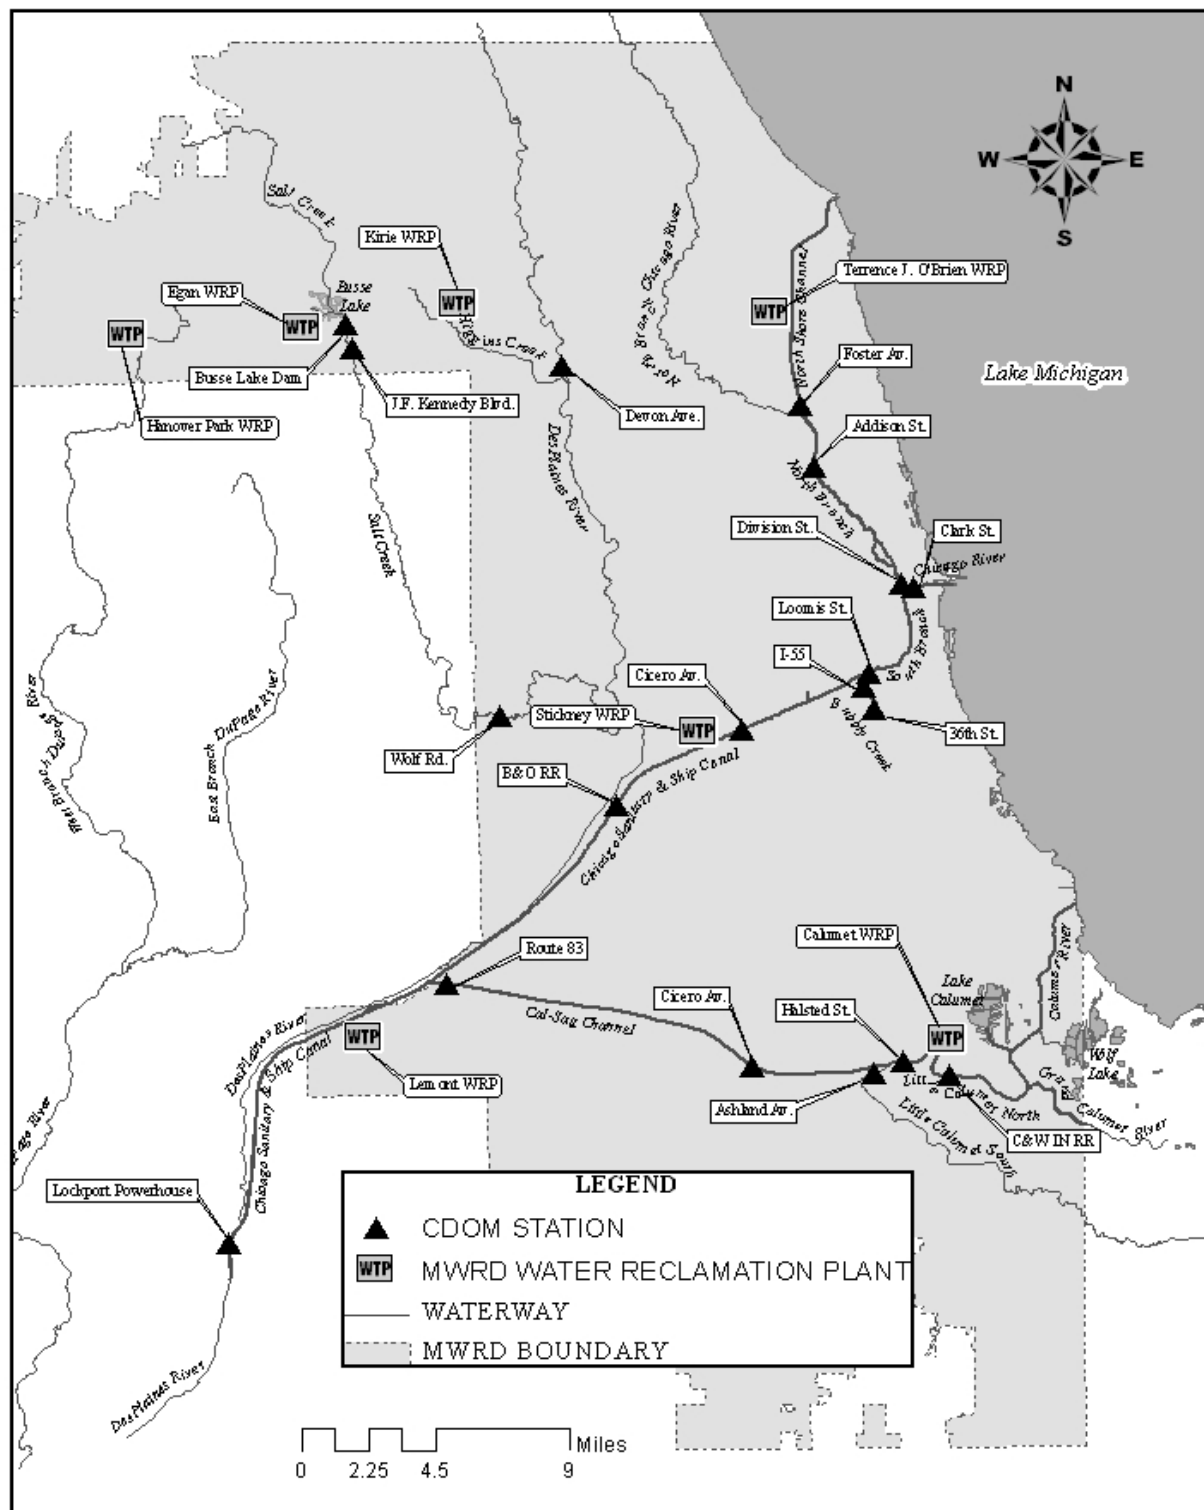 N
W E
S
Salt Creek
Kirie WRP
North Branch Chicago River
North Shore Channel
Terrence J. O'Brien WRP
Egan WRP
Busse
Lake
WTP
WTP
WTP
WTP
Higgins Creek
Foster Av.
Lake Michigan
Busse Lake Dam
J.F. Kennedy Blvd.
Devon Ave.
Hanover Park WRP
Addison St.
DesPlaines River
North Branch
Salt Creek
Division St.
Clark St.
Chicago River
Loomis St.
South Branch
I-55
Cicero Av.
West Branch Dupage River
East Branch DuPage River
Stickney WRP
WTP
Bubbly Creek
36th St.
Wolf Rd.
B&O RR
Chicago Sanitary & Ship Canal
Calumet WRP
Route 83
Calumet River
Lake
Calumet
Cicero Av.
Halsted St.
Cal-Sag Channel
WTP
WTP
DesPlaines River
Chicago Sanitary & Ship Canal
Wolf
Lake
Lemont WRP
Ashland Av.
Little Calumet North
Grand Calumet River
Little Calumet South
C&W IN RR
Lockport Powerhouse
LEGEND
CDOM STATION
WTP MWRD WATER RECLAMATION PLANT
WATERWAY
MWRD BOUNDARY
DesPlaines River
Miles
0 2.25 4.5 9